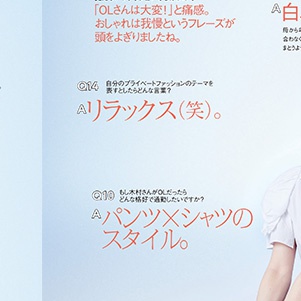 「OLさんは大変!」と痛感。
おしゃれは我慢というフレーズが
頭をよぎりましたね。
Q.14 自分のプライベートファッションのテーマを
表すとしたらどんな言葉?
A リラックス(笑)。
Q.19 もし木村さんがOLだったら
どんな格好で通勤したいですか?
A パンツ×シャツの
スタイル。
A 白